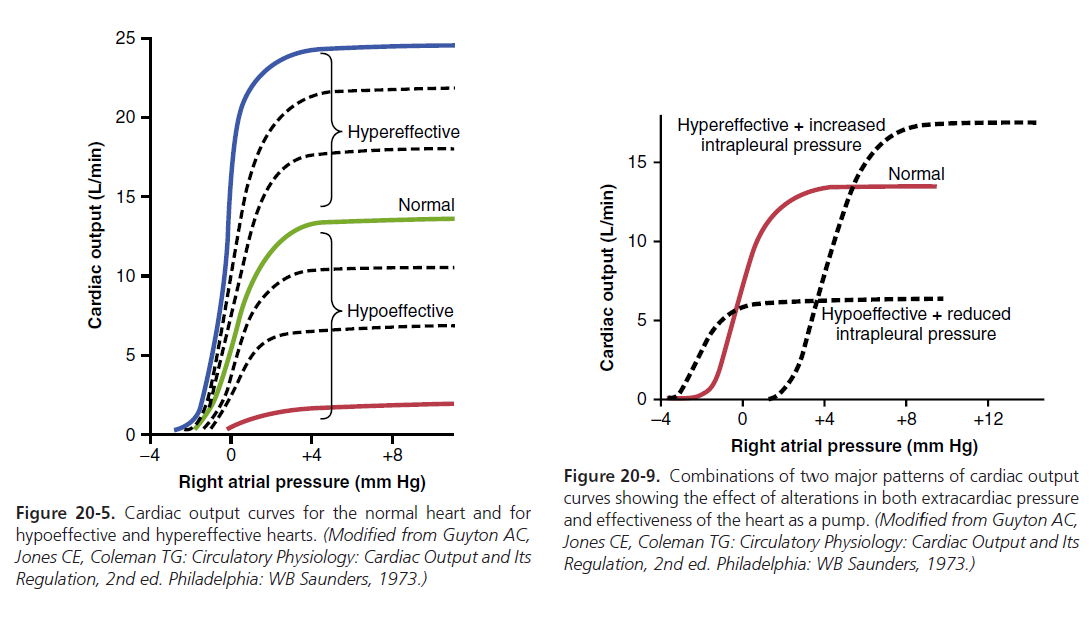 25
20
15
10
5
0
Cardiac output (L/min)
Hypereffective
Normal
Hypoeffective
−4 0 +4 +8
Right atrial pressure (mm Hg)
Figure 20-5. Cardiac output curves for the normal heart and for
hypoeffective and hypereffective hearts. (Modified from Guyton AC,
Jones CE, Coleman TG: Circulatory Physiology: Cardiac Output and Its
Regulation, 2nd ed. Philadelphia: WB Saunders, 1973.)
15
10
5
0
Cardiac output (L/min)
Hypereffective + increased
intrapleural pressure
Normal
Hypoeffective + reduced
intrapleural pressure
−4 0 +4 +8 +12
Right atrial pressure (mm Hg)
Figure 20-9. Combinations of two major patterns of cardiac output
curves showing the effect of alterations in both extracardiac pressure
and effectiveness of the heart as a pump. (Modified from Guyton AC,
Jones CE, Coleman TG: Circulatory Physiology: Cardiac Output and Its
Regulation, 2nd ed. Philadelphia: WB Saunders, 1973.)